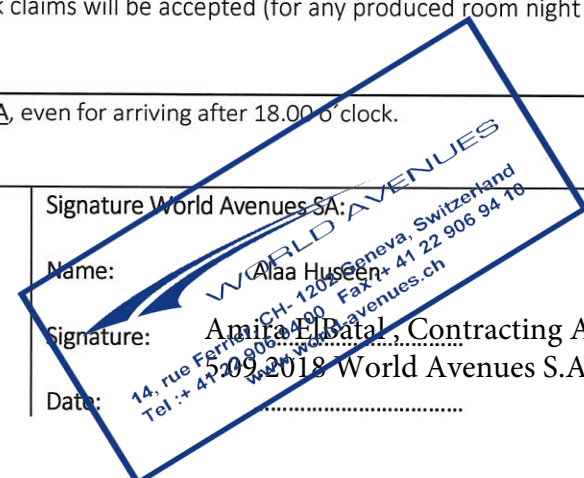 k claims will be accepted (for any produced room night
A, even for arriving after 18.00 o´clock.
Signature World Avenues SA:
Name: Alaa Huseen
Signature: Amira ElBatal , Contracting A
5.09.2018 World Avenues S.A
Date:
WORLD AVENUES
14, rue Ferrier, CH- 1202 Geneva, Switzerland
Tel :+ 41 22 906 94 00 Fax :+ 41 22 906 94 10
www.world-avenues.ch